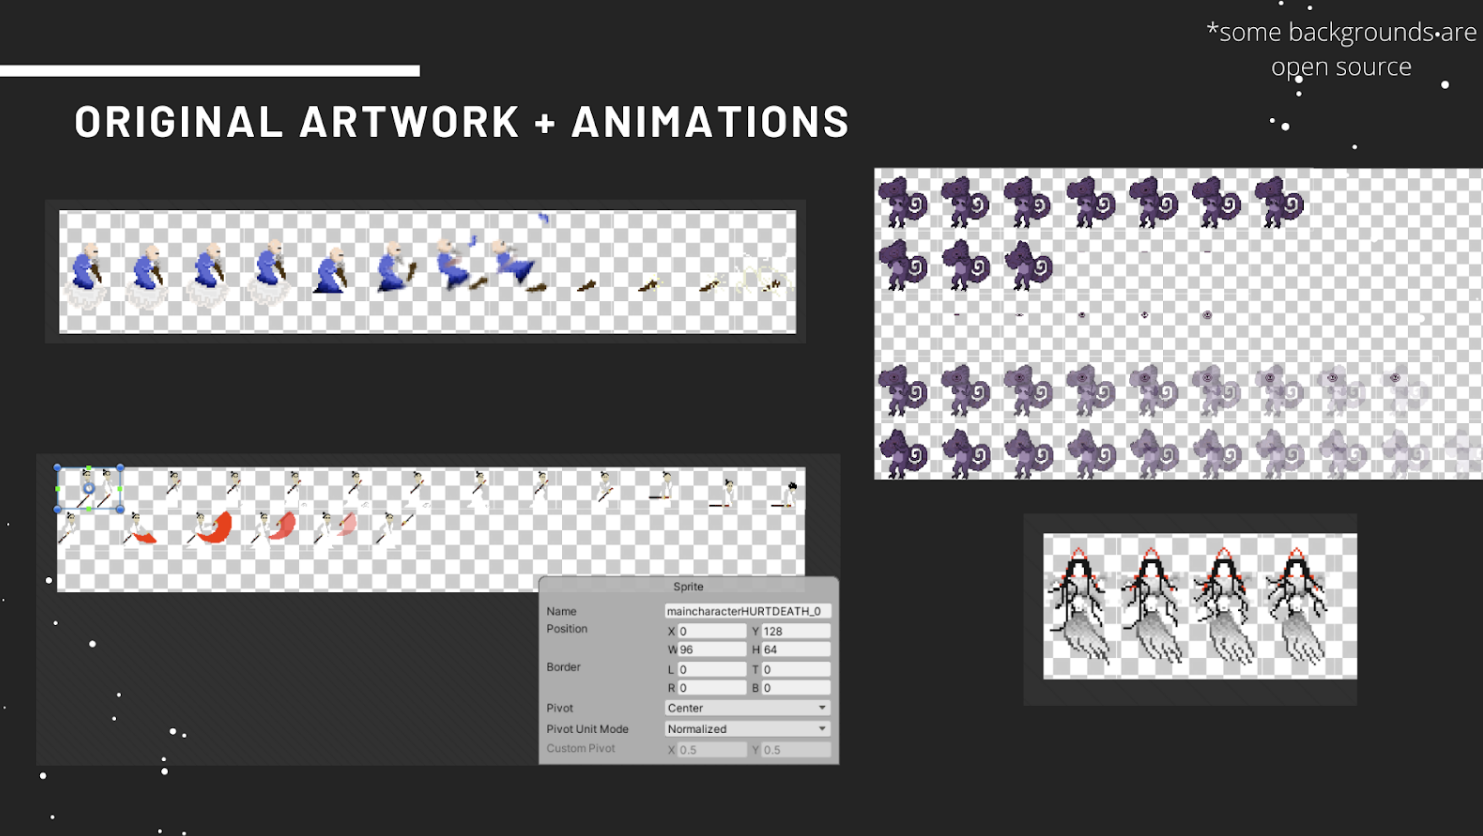 *some backgrounds are
open source
ORIGINAL ARTWORK + ANIMATIONS
Sprite
Name maincharacterHURTDEATH_0
Position X 0 Y 128
W 96 H 64
Border L 0 T 0
R 0 B 0
Pivot Center
Pivot Unit Mode Normalized
Custom Pivot X 0.5 Y 0.5